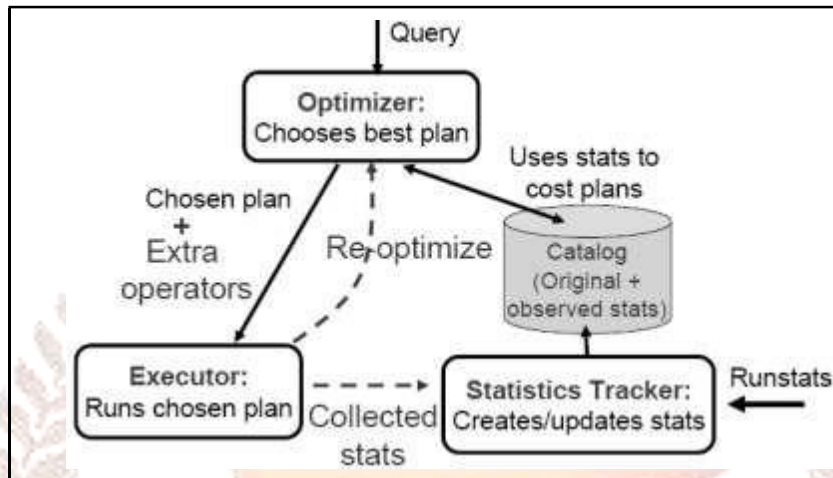 Query
Optimizer:
Chooses best plan
Uses stats to
cost plans
Chosen plan
+
Extra
operators
Re-optimize
Catalog
(Original +
observed stats)
Executor:
Runs chosen plan
Collected
stats
Statistics Tracker:
Creates/updates stats
Runstats